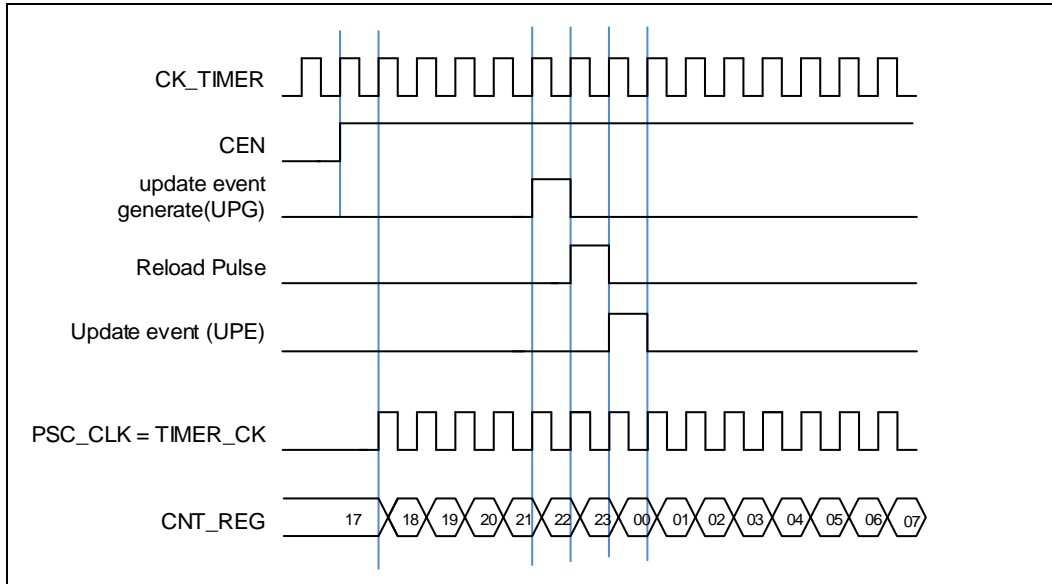 CK_TIMER
CEN
update event
generate(UPG)
Reload Pulse
Update event (UPE)
PSC_CLK = TIMER_CK
CNT_REG 17 18 19 20 21 22 23 00 01 02 03 04 05 06 07